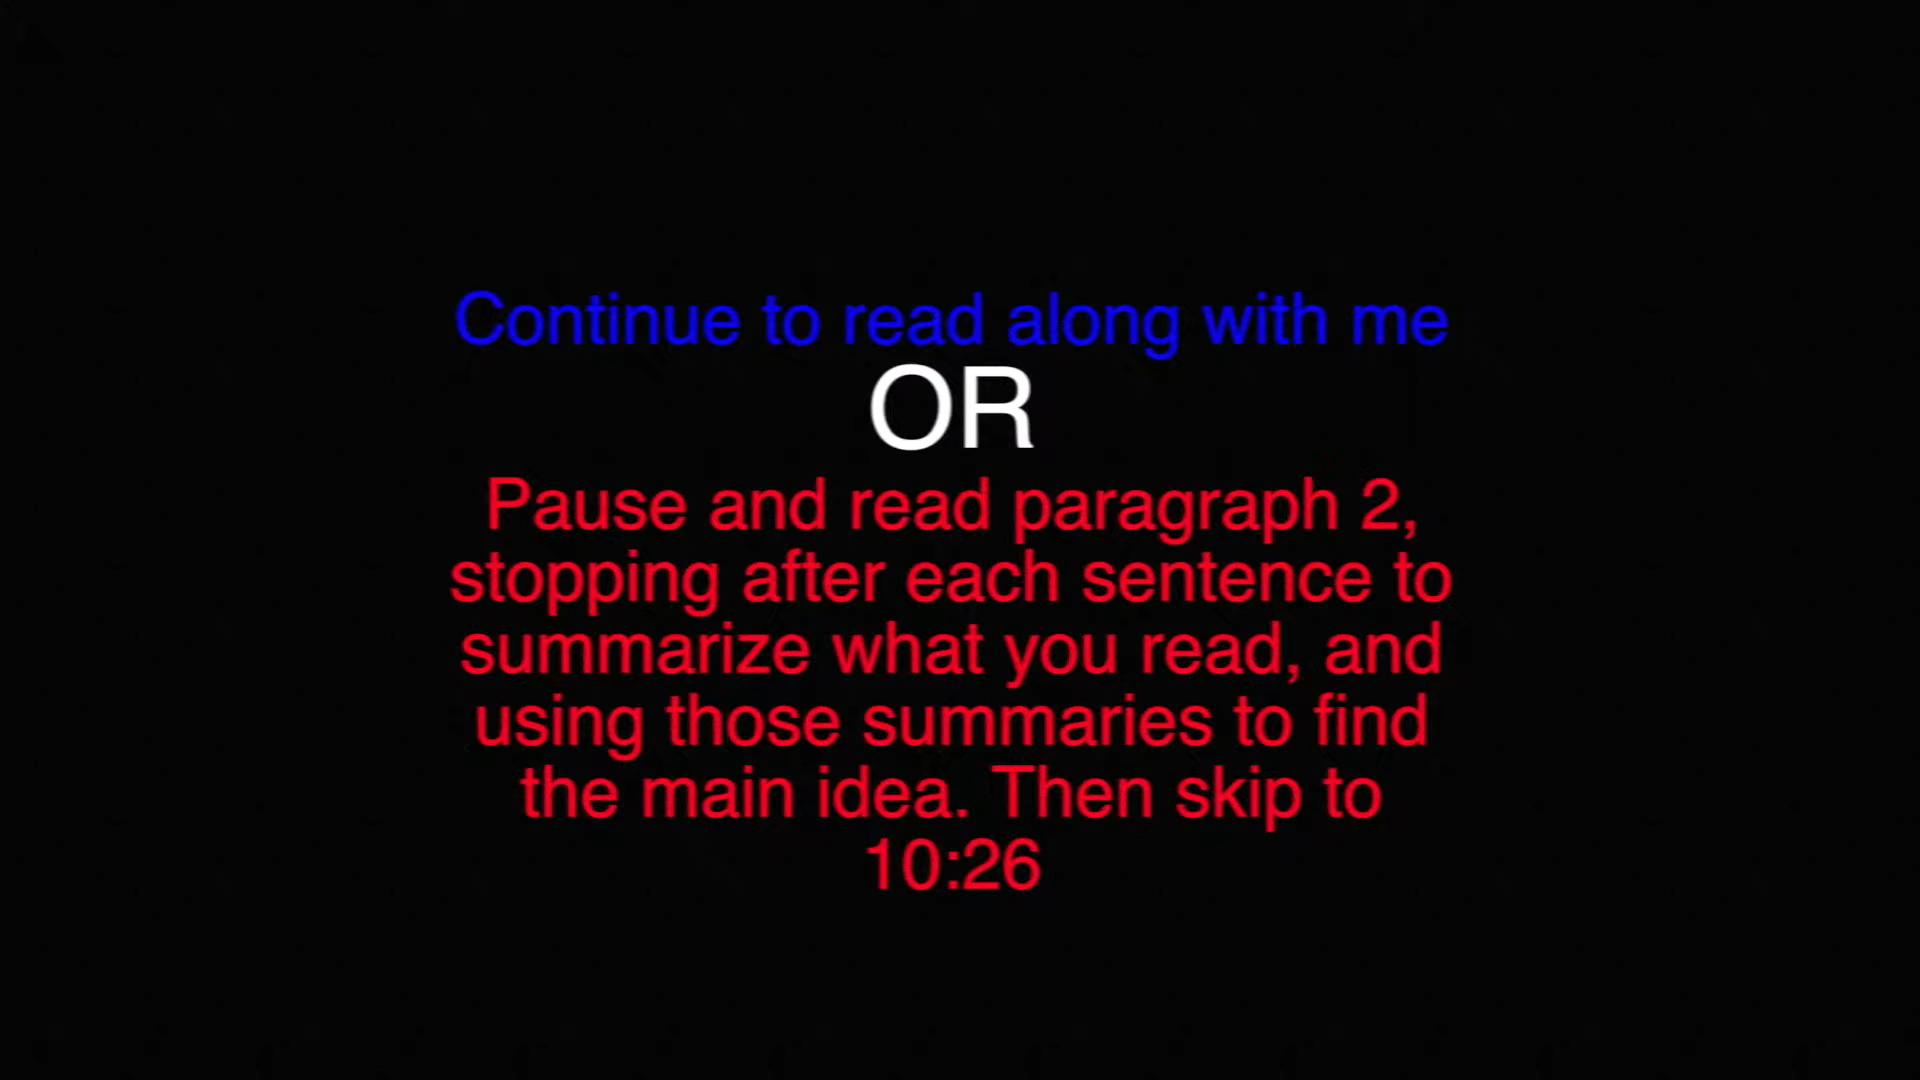 Continue to read along with me
OR
Pause and read paragraph 2,
stopping after each sentence to
summarize what you read, and
using those summaries to find
the main idea. Then skip to
10:26